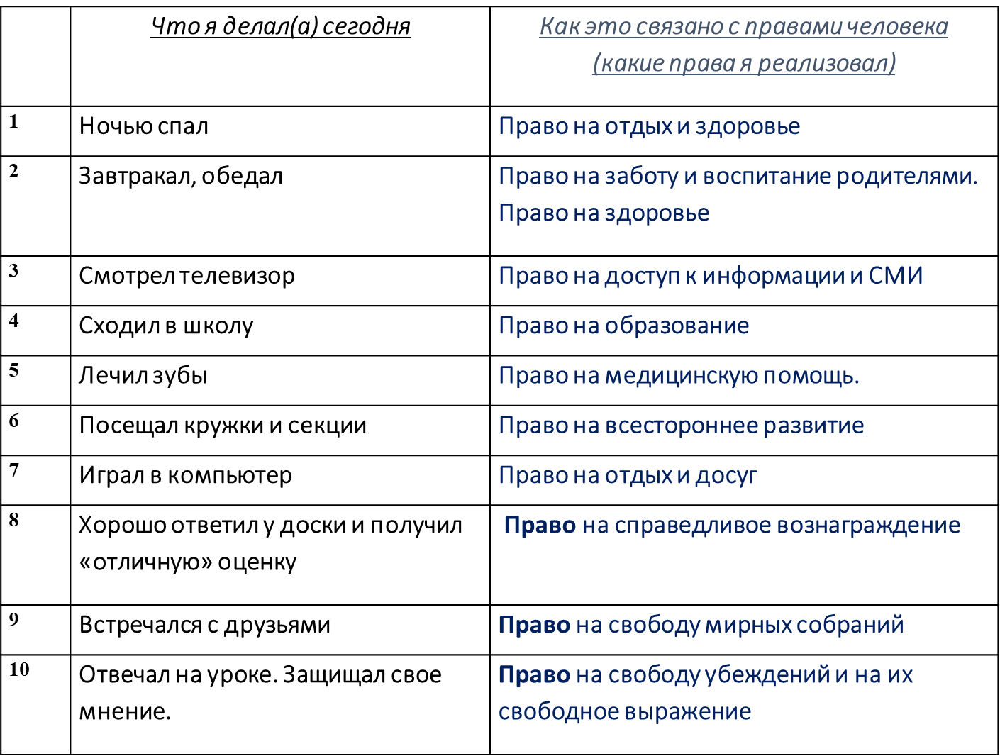 Что я делал(а) сегодня
Как это связано с правами человека
(какие права я реализовал)
1
Ночью спал
Право на отдых и здоровье
2
Завтракал, обедал
Право на заботу и воспитание родителями.
Право на здоровье
3
Смотрел телевизор
Право на доступ к информации и СМИ
4
Сходил в школу
Право на образование
5
Лечил зубы
Право на медицинскую помощь.
6
Посещал кружки и секции
Право на всестороннее развитие
7
Играл в компьютер
Право на отдых и досуг
8
Хорошо ответил у доски и получил
«отличную» оценку
Право на справедливое вознаграждение
9
Встречался с друзьями
Право на свободу мирных собраний
10
Отвечал на уроке. Защищал свое
мнение.
Право на свободу убеждений и на их
свободное выражение